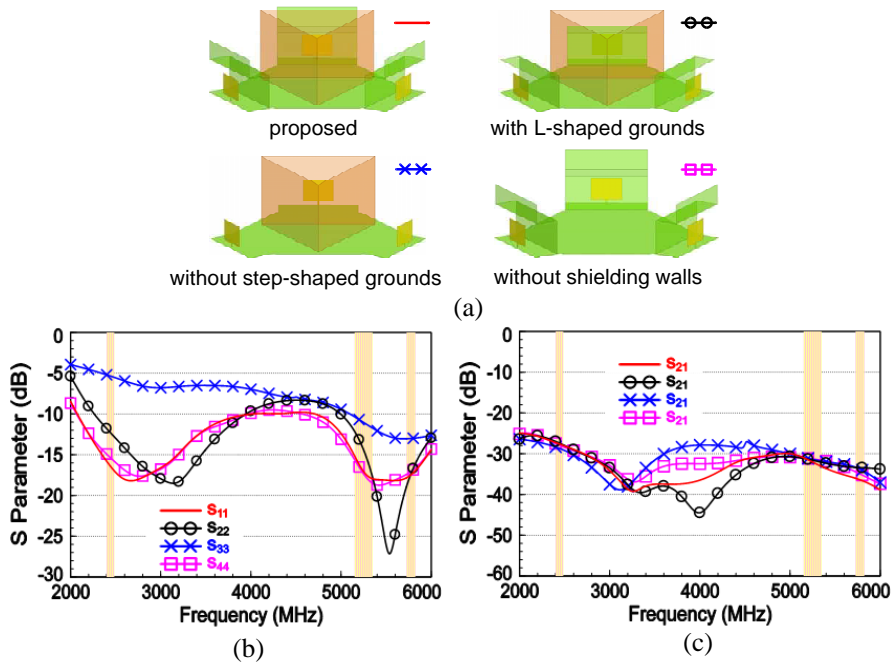 proposed
with L-shaped grounds
without step-shaped grounds
without shielding walls
(a)
S Parameter (dB)
0
-5
-10
-15
-20
-25
-30
S11
S22
S33
S44
2000 3000 4000 5000 6000
Frequency (MHz)
(b)
S Parameter (dB)
0
-10
-20
-30
-40
-50
-60
S21
S21
S21
S21
2000 3000 4000 5000 6000
Frequency (MHz)
(c)